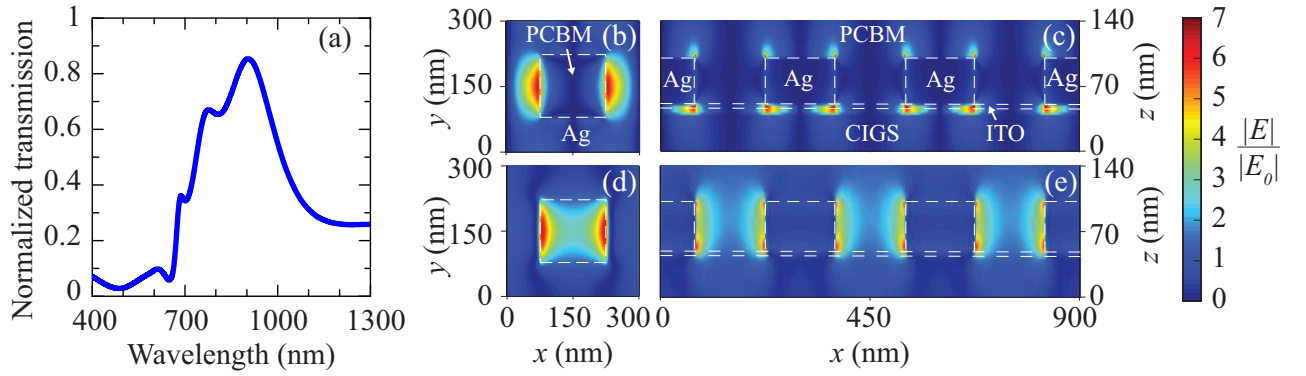 (a)
Normalized transmission
1
0.8
0.6
0.4
0.2
0
400
700
1000
1300
Wavelength (nm)
(b)
PCBM
Ag
y (nm)
300
150
0
(c)
PCBM
Ag
Ag
Ag
Ag
CIGS
ITO
z (nm)
140
70
0
(d)
y (nm)
300
150
0
0
150
300
x (nm)
(e)
z (nm)
140
70
0
0
450
900
x (nm)
7
6
5
4
3
2
1
0
|E|
|E₀|